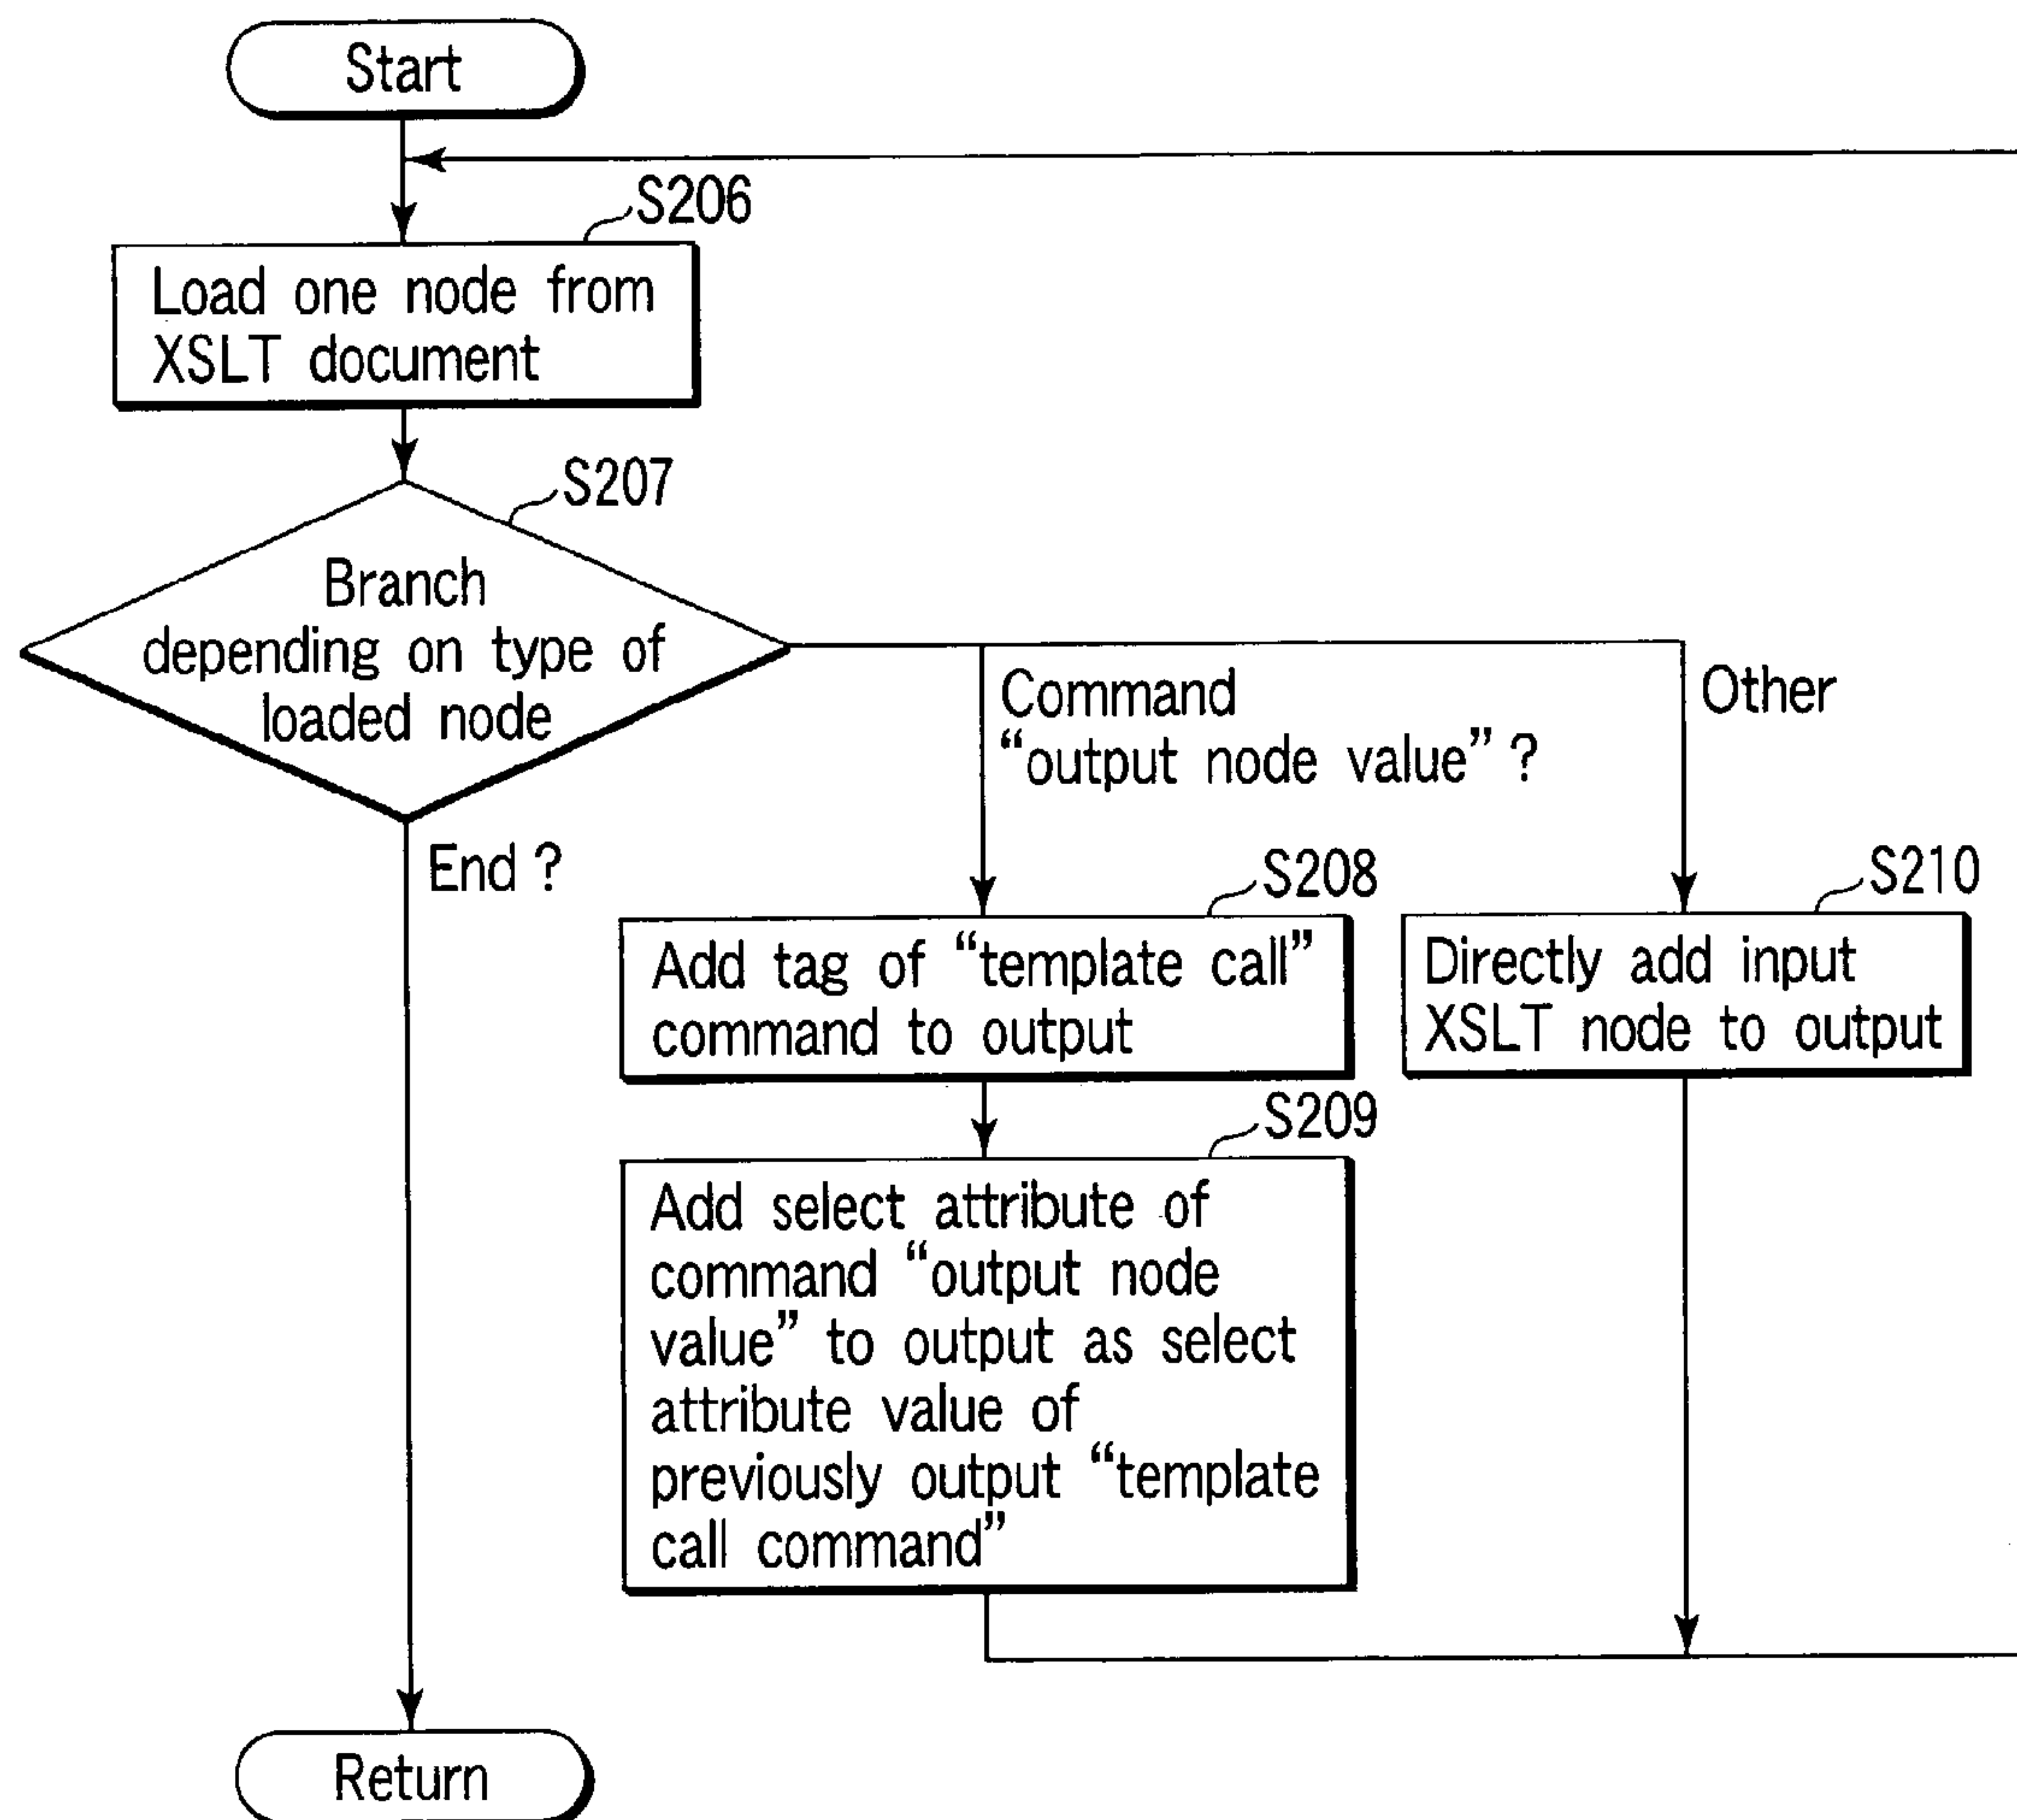 Start
S206
Load one node from
XSLT document
S207
Branch
depending on type of
loaded node
Command
“output node value” ?
Other
End ?
S208
Add tag of “template call”
command to output
S210
Directly add input
XSLT node to output
S209
Add select attribute of
command “output node
value” to output as select
attribute value of
previously output “template
call command”
Return